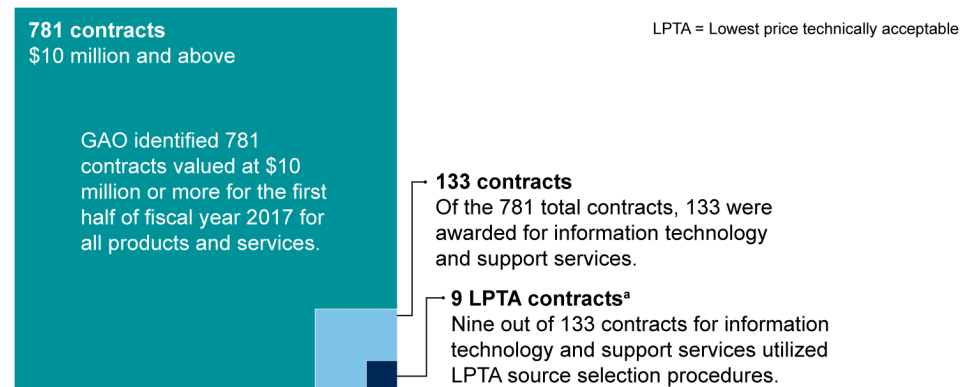 781 contracts
$10 million and above
LPTA = Lowest price technically acceptable
GAO identified 781
contracts valued at $10
million or more for the first
half of fiscal year 2017 for
all products and services.
133 contracts
Of the 781 total contracts, 133 were
awarded for information technology
and support services.
9 LPTA contractsᵃ
Nine out of 133 contracts for information
technology and support services utilized
LPTA source selection procedures.